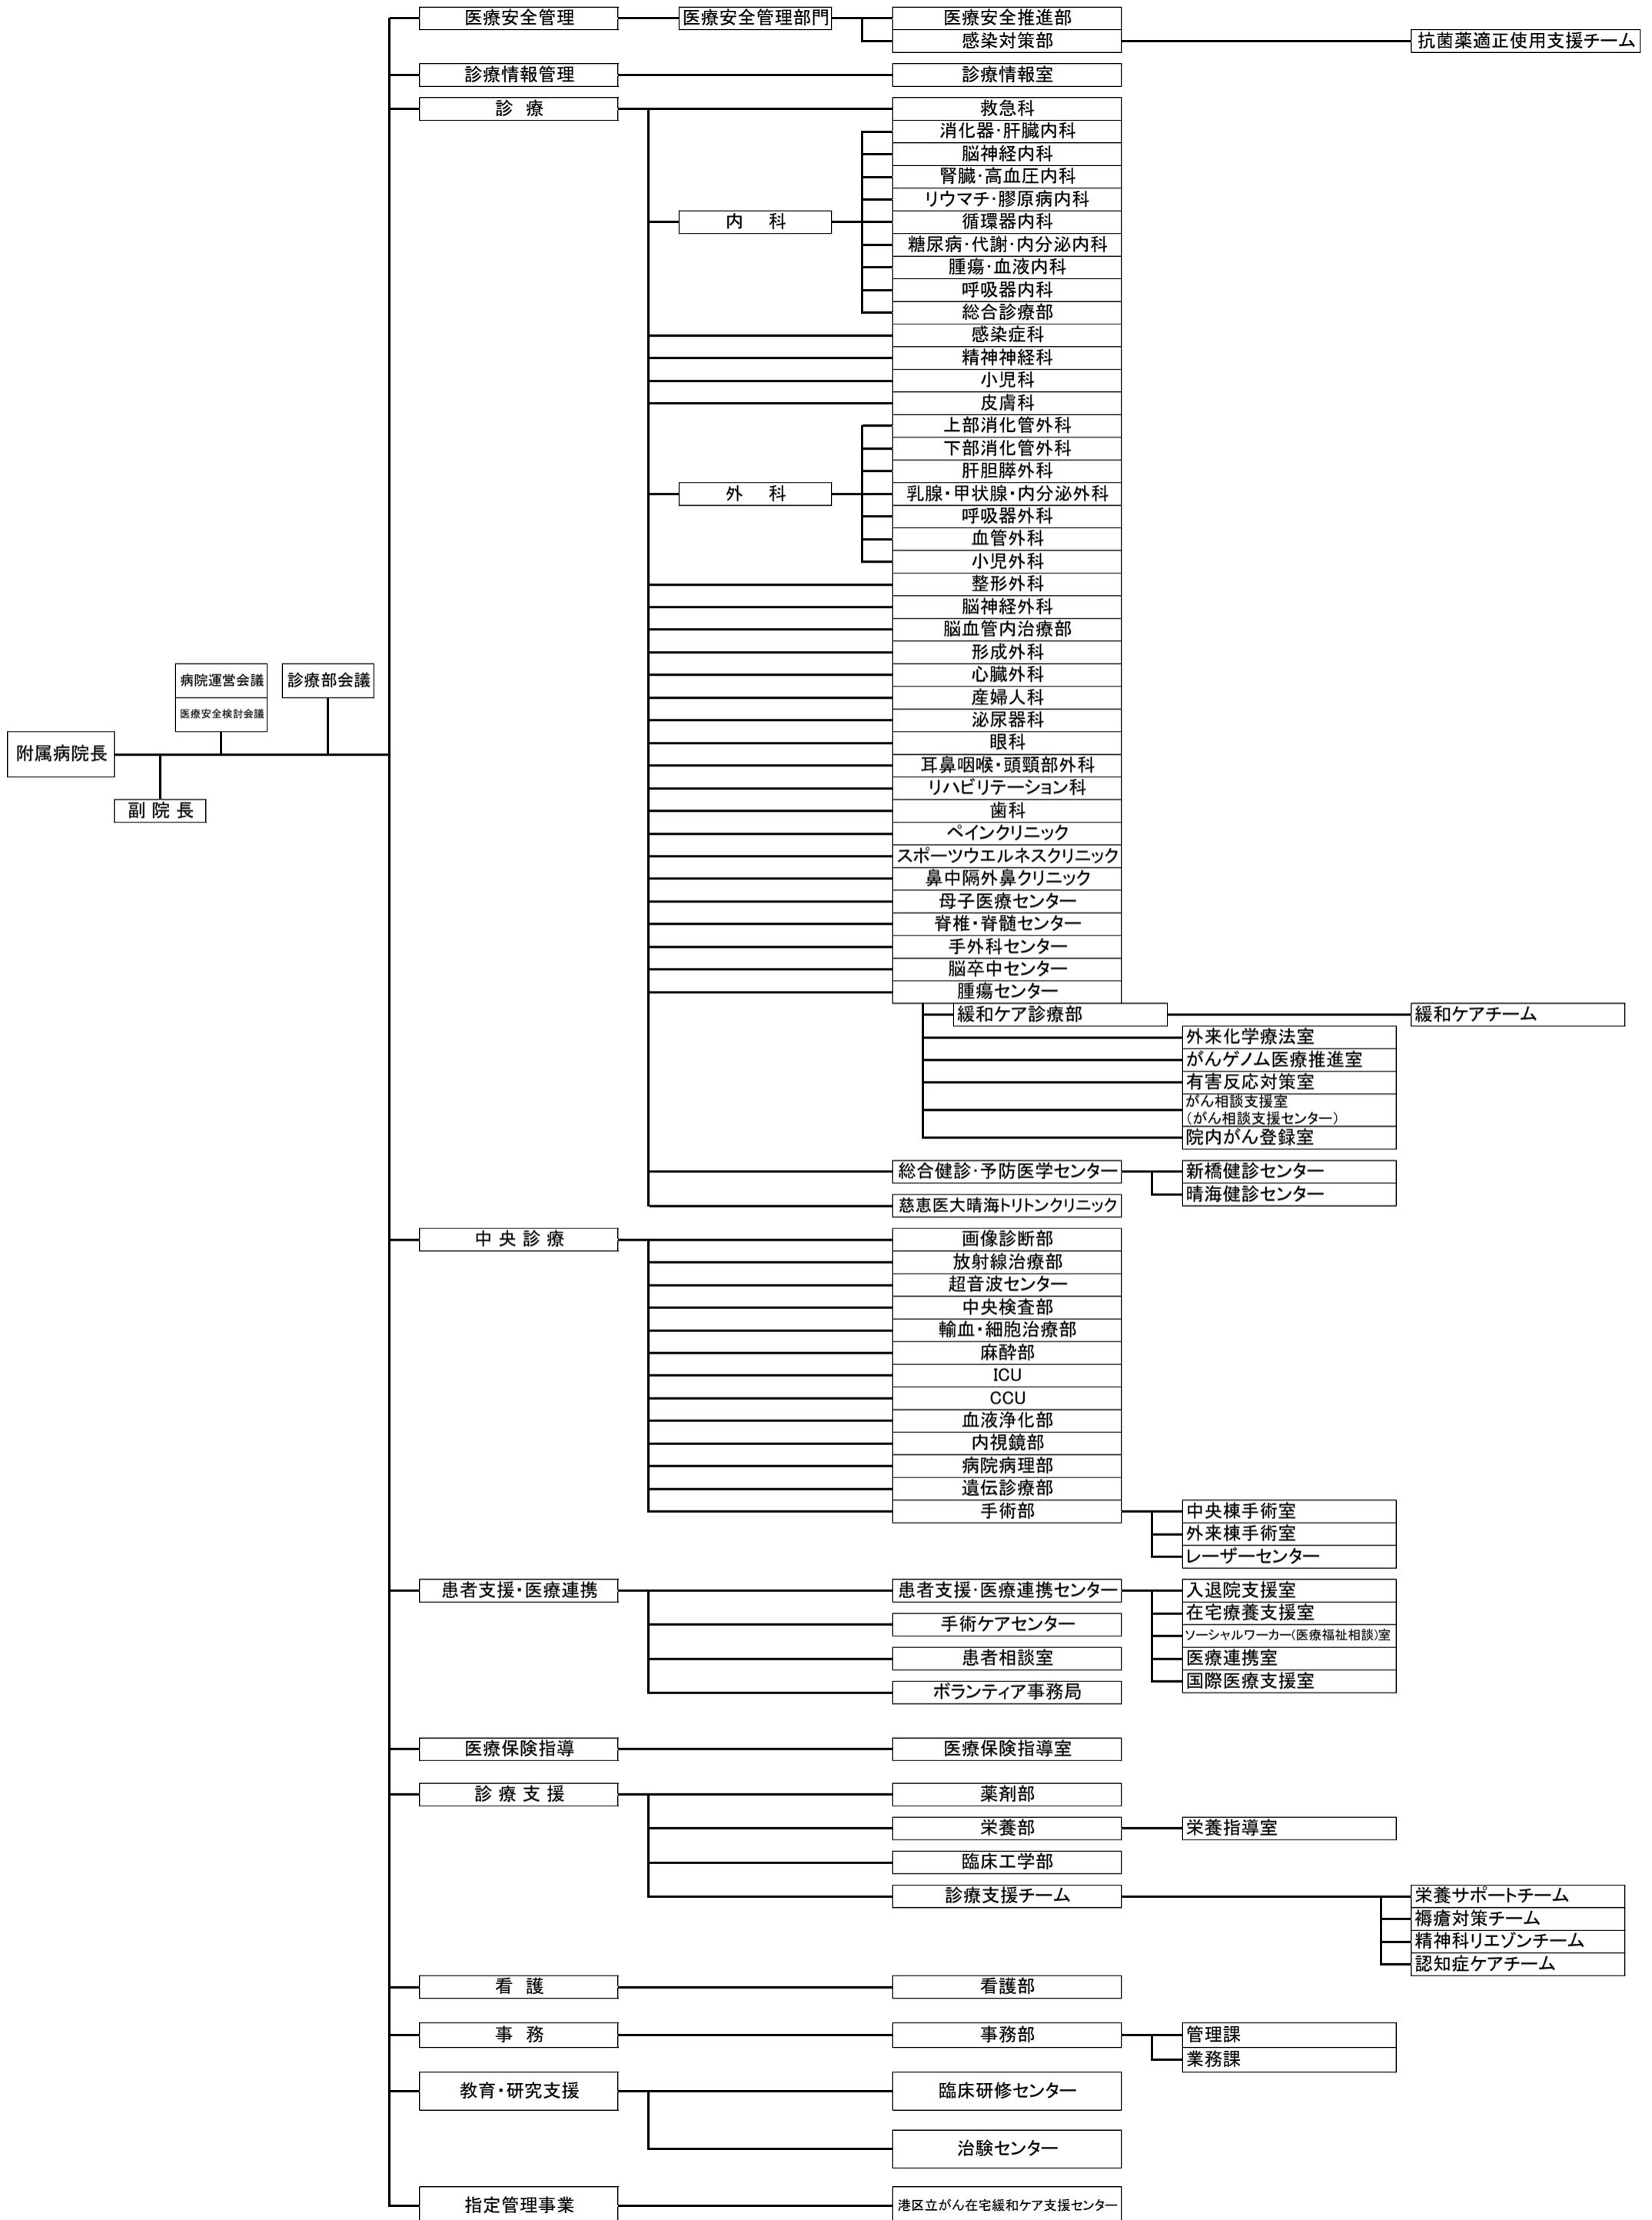 医療安全管理
医療安全管理部門
医療安全推進部
感染対策部
抗菌薬適正使用支援チーム
診療情報管理
診療情報室
診 療
救急科
消化器･肝臓内科
脳神経内科
腎臓･高血圧内科
リウマチ･膠原病内科
内 科
循環器内科
糖尿病･代謝･内分泌内科
腫瘍･血液内科
呼吸器内科
総合診療部
感染症科
精神神経科
小児科
皮膚科
上部消化管外科
下部消化管外科
肝胆膵外科
外 科
乳腺・甲状腺・内分泌外科
呼吸器外科
血管外科
小児外科
整形外科
脳神経外科
脳血管内治療部
形成外科
心臓外科
産婦人科
泌尿器科
眼科
耳鼻咽喉・頭頸部外科
リハビリテーション科
歯科
ペインクリニック
スポーツウエルネスクリニック
鼻中隔外鼻クリニック
母子医療センター
脊椎・脊髄センター
手外科センター
脳卒中センター
腫瘍センター
病院運営会議
医療安全検討会議
診療部会議
附属病院長
副 院 長
緩和ケア診療部
緩和ケアチーム
外来化学療法室
がんゲノム医療推進室
有害反応対策室
がん相談支援室
（がん相談支援センター）
院内がん登録室
総合健診･予防医学センター
新橋健診センター
晴海健診センター
慈恵医大晴海トリトンクリニック
中 央 診 療
画像診断部
放射線治療部
超音波センター
中央検査部
輸血・細胞治療部
麻酔部
ICU
CCU
血液浄化部
内視鏡部
病院病理部
遺伝診療部
手術部
中央棟手術室
外来棟手術室
レーザーセンター
患者支援・医療連携
患者支援･医療連携センター
入退院支援室
在宅療養支援室
ソーシャルワーカー(医療福祉相談)室
医療連携室
国際医療支援室
手術ケアセンター
患者相談室
ボランティア事務局
医療保険指導
医療保険指導室
診 療 支 援
薬剤部
栄養部
栄養指導室
臨床工学部
診療支援チーム
栄養サポートチーム
褥瘡対策チーム
精神科リエゾンチーム
認知症ケアチーム
看 護
看護部
事 務
事務部
管理課
業務課
教育・研究支援
臨床研修センター
治験センター
指定管理事業
港区立がん在宅緩和ケア支援センター